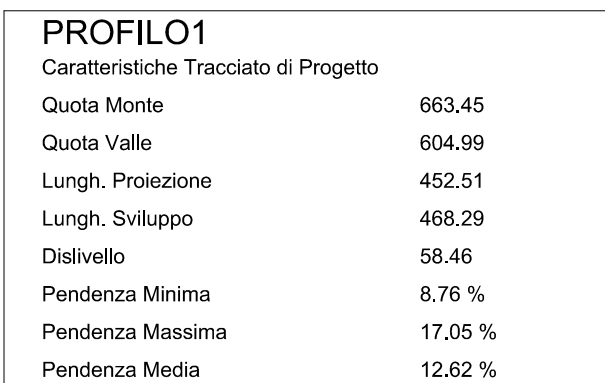 PROFILO1
Caratteristiche Tracciato di Progetto
Quota Monte 663.45
Quota Valle 604.99
Lungh. Proiezione 452.51
Lungh. Sviluppo 468.29
Dislivello 58.46
Pendenza Minima 8.76 %
Pendenza Massima 17.05 %
Pendenza Media 12.62 %